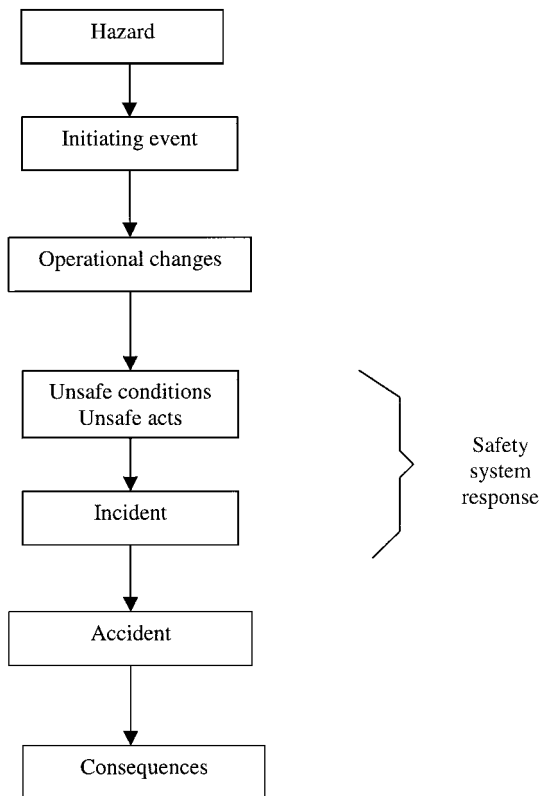 Hazard
Initiating event
Operational changes
Unsafe conditions
Unsafe acts
Incident
Safety
system
response
Accident
Consequences